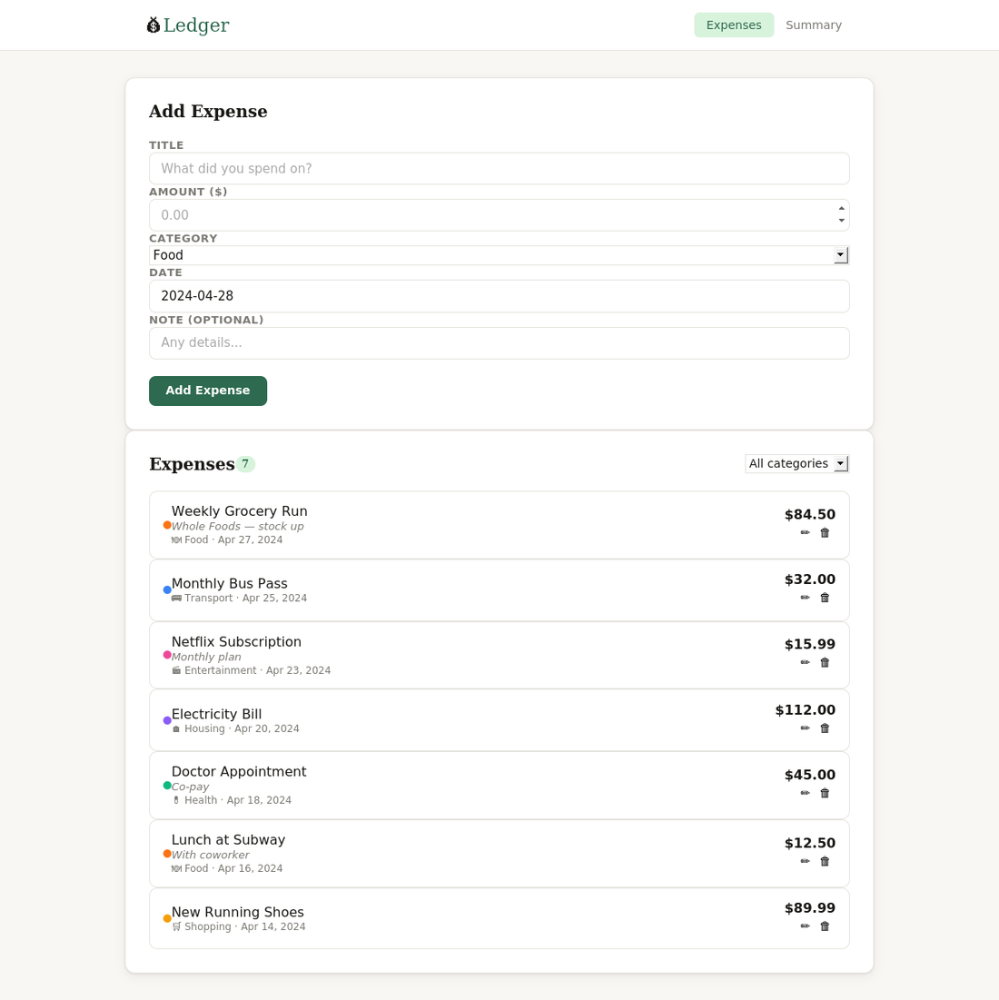 Ledger
Expenses
Summary
Add Expense
TITLE
What did you spend on?
AMOUNT ($)
0.00
CATEGORY
Food
DATE
2024-04-28
NOTE (OPTIONAL)
Any details...
Add Expense
Expenses 7
All categories
Weekly Grocery Run
Whole Foods — stock up
🍽 Food · Apr 27, 2024
$84.50
Monthly Bus Pass
🚌 Transport · Apr 25, 2024
$32.00
Netflix Subscription
Monthly plan
🎬 Entertainment · Apr 23, 2024
$15.99
Electricity Bill
🏠 Housing · Apr 20, 2024
$112.00
Doctor Appointment
Co-pay
💊 Health · Apr 18, 2024
$45.00
Lunch at Subway
With coworker
🍽 Food · Apr 16, 2024
$12.50
New Running Shoes
🛒 Shopping · Apr 14, 2024
$89.99